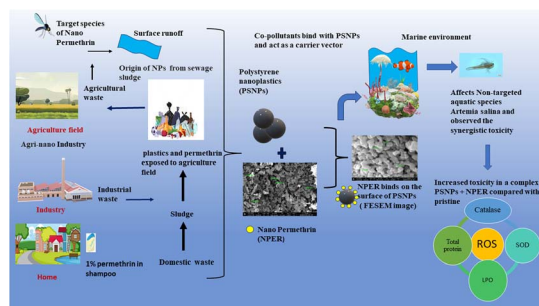 Target species
of Nano
Permethrin
Surface runoff
Origin of NPs from sewage
sludge
Agricultural
waste
Agriculture field
Agri-nano Industry
plastics and permethrin
exposed to agriculture
field
Industrial
waste
Industry
Sludge
Home
1% permethrin in
shampoo
Domestic waste
Co-pollutants bind with PSNPs
and act as a carrier vector
Polystyrene
nanoplastics
(PSNPs)
+
Nano Permethrin
(NPER)
NPER binds on the
surface of PSNPs
( FESEM image)
Marine environment
Affects Non-targeted
aquatic species
Artemia salina and
observed the
synergistic toxicity
Increased toxicity in a complex
PSNPs + NPER compared with
pristine
Catalase
Total
protein
ROS
SOD
LPO